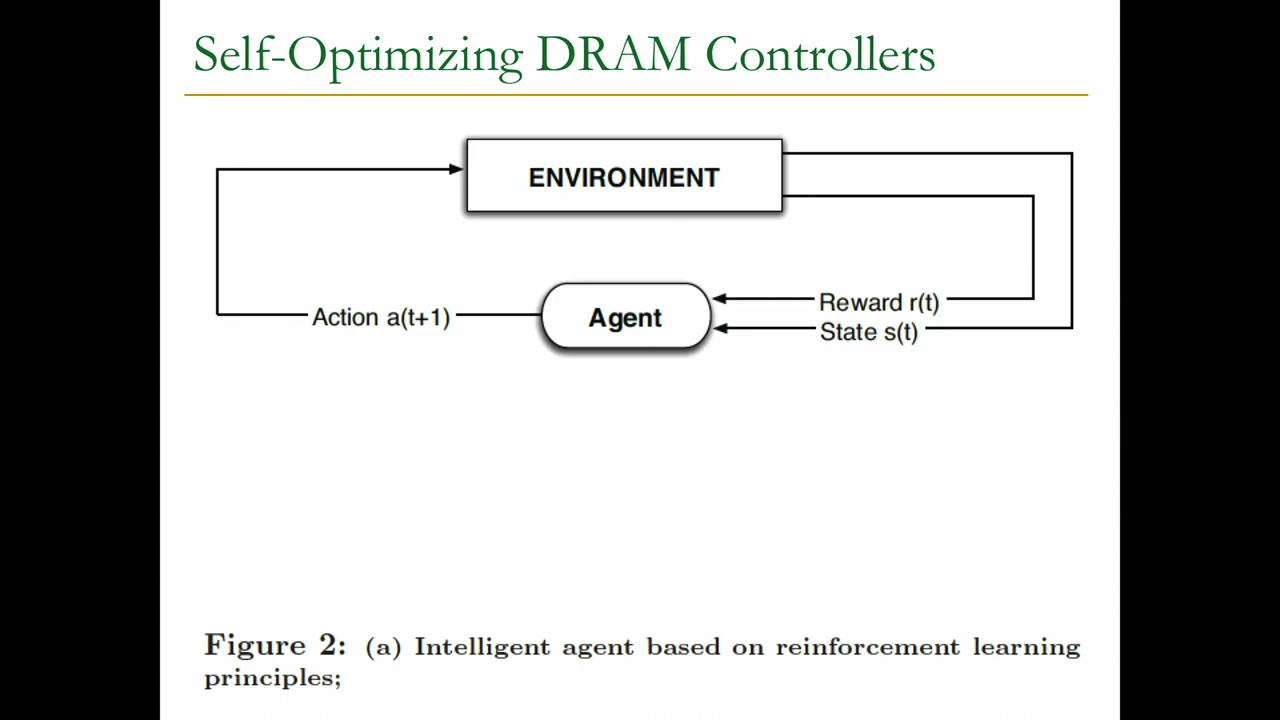 Self-Optimizing DRAM Controllers
ENVIRONMENT
Agent
Reward r(t)
Action a(t+1)
State s(t)
Figure 2: (a) Intelligent agent based on reinforcement learning
principles;